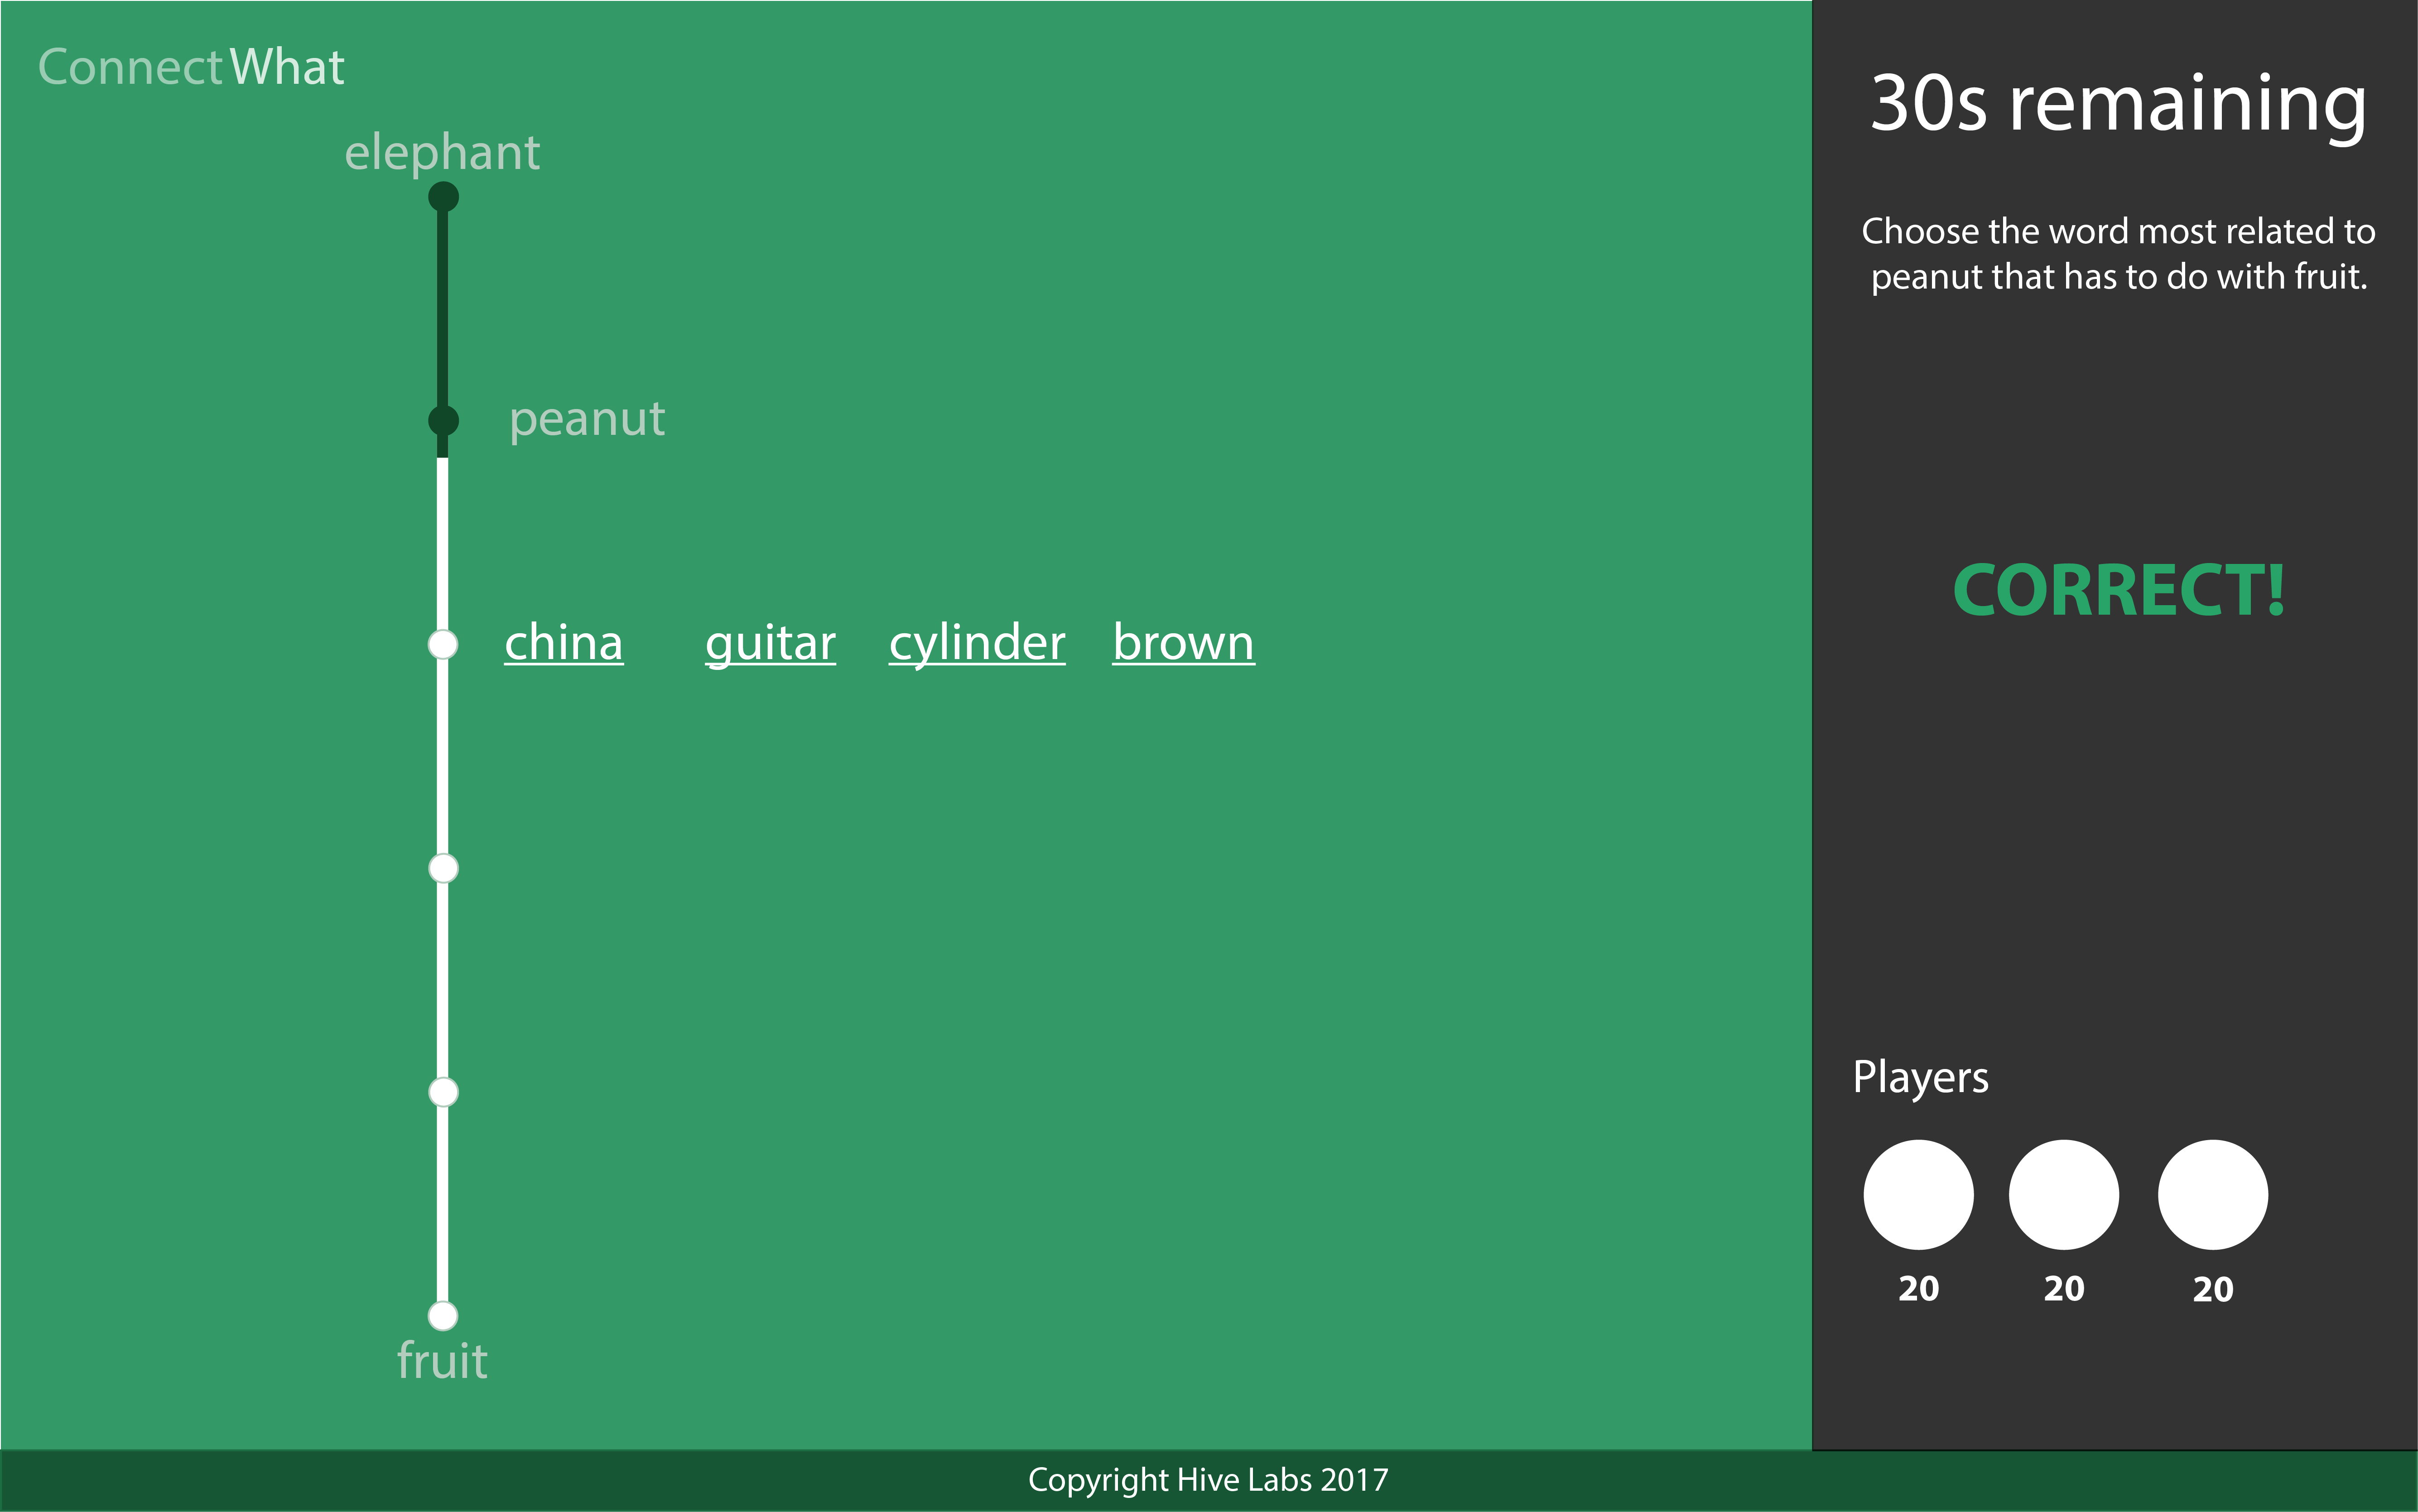 ConnectWhat
elephant
peanut
china guitar cylinder brown
fruit
30s remaining
Choose the word most related to
peanut that has to do with fruit.
CORRECT!
Players
20 20 20
Copyright Hive Labs 2017